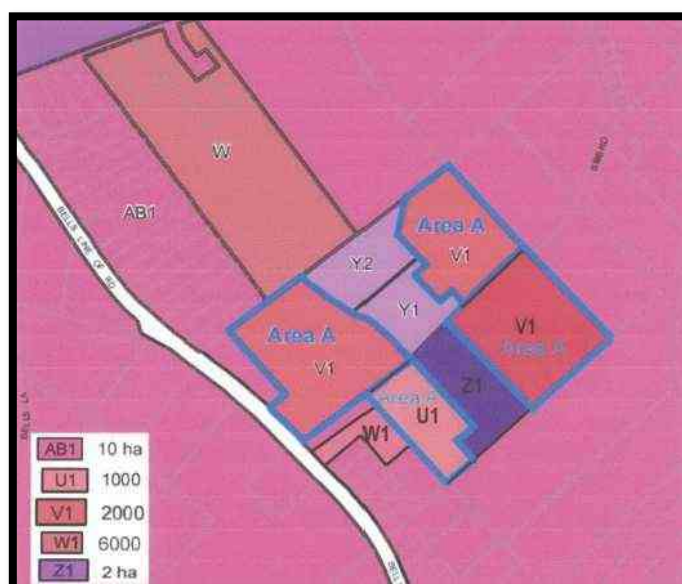 W
AB1
BELLS LINE OF RD
Y2
Area A
V1
Y1
Area A
V1
V1
Area A
Area A
U1
Z1
W1
AB1 10 ha
U1 1000
V1 2000
W1 6000
Z1 2 ha